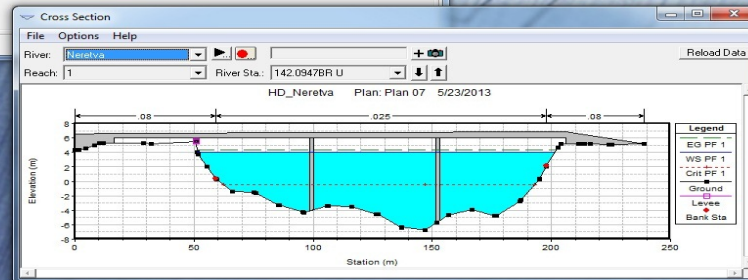 Cross Section
File Options Help
River: Neretva
Reload Data
Reach: 1 River Sta.: 142.0947BR U
HD_Neretva Plan: Plan 07 5/23/2013
.08 .025 .08
Legend
EG PF 1
WS PF 1
Crit PF 1
Ground
Levee
Bank Sta
Elevation (m)
8
6
4
2
0
-2
-4
-6
-8
0 50 100 150 200 250
Station (m)